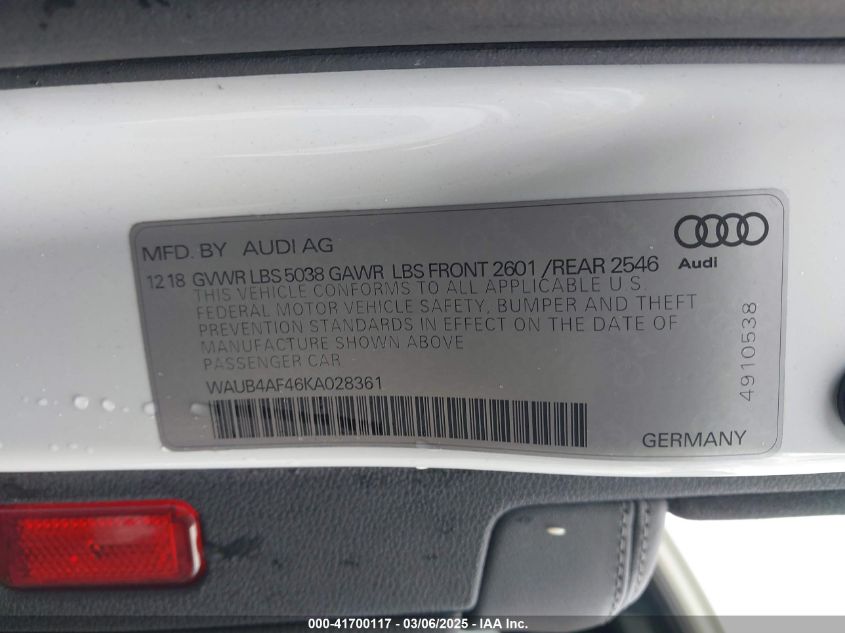 MFD. BY AUDI AG
Audi
12 18 GVWR LBS 5038 GAWR LBS FRONT 2601 /REAR 2546
THIS VEHICLE CONFORMS TO ALL APPLICABLE U.S.
FEDERAL MOTOR VEHICLE SAFETY, BUMPER AND THEFT
PREVENTION STANDARDS IN EFFECT ON THE DATE OF
MANUFACTURE SHOWN ABOVE
PASSENGER CAR
WAUB4AF46KA028361
4910538
GERMANY
000-41700117 - 03/06/2025 - IAA Inc.